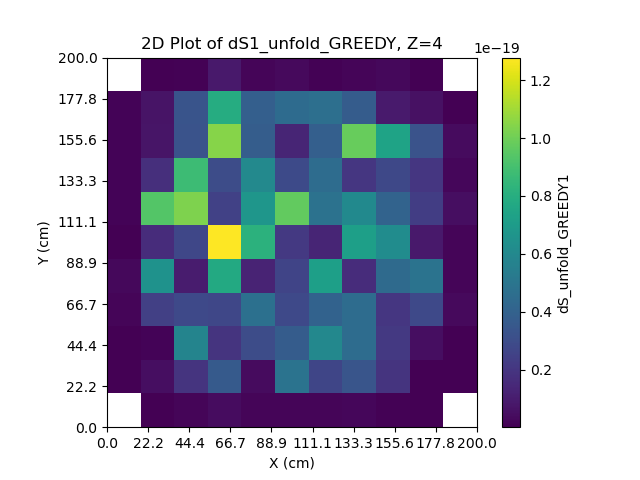 2D Plot of dS1_unfold_GREEDY, Z=4
1e−19
200.0
177.8
155.6
133.3
111.1
88.9
66.7
44.4
22.2
0.0
Y (cm)
0.0 22.2 44.4 66.7 88.9 111.1 133.3 155.6 177.8 200.0
X (cm)
1.2
1.0
0.8
0.6
0.4
0.2
dS_unfold_GREEDY1